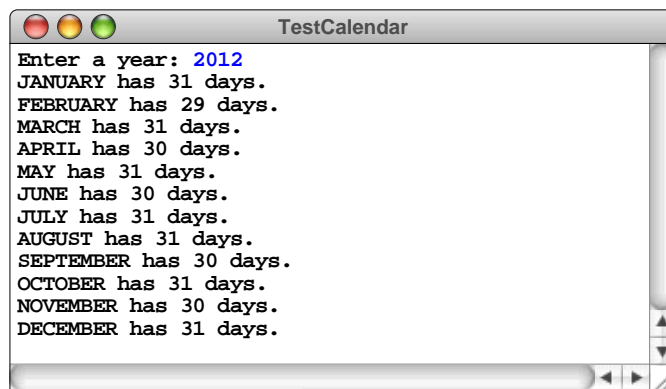 TestCalendar
Enter a year: 2012
JANUARY has 31 days.
FEBRUARY has 29 days.
MARCH has 31 days.
APRIL has 30 days.
MAY has 31 days.
JUNE has 30 days.
JULY has 31 days.
AUGUST has 31 days.
SEPTEMBER has 30 days.
OCTOBER has 31 days.
NOVEMBER has 30 days.
DECEMBER has 31 days.